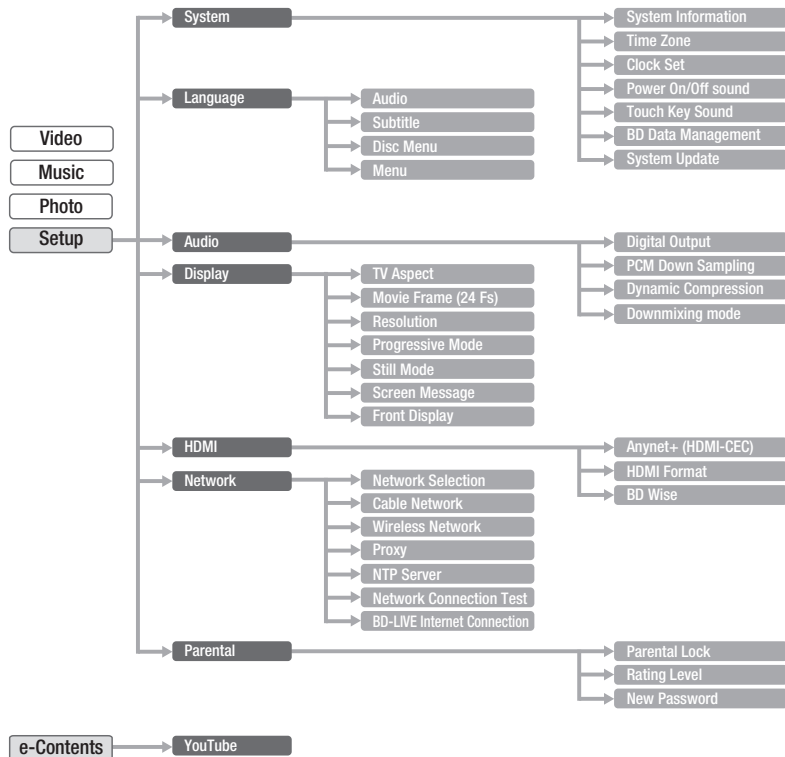 Video
Music
Photo
Setup
System
System Information
Time Zone
Clock Set
Power On/Off sound
Touch Key Sound
BD Data Management
System Update
Language
Audio
Subtitle
Disc Menu
Menu
Audio
Digital Output
PCM Down Sampling
Dynamic Compression
Downmixing mode
Display
TV Aspect
Movie Frame (24 Fs)
Resolution
Progressive Mode
Still Mode
Screen Message
Front Display
HDMI
Anynet+ (HDMI-CEC)
HDMI Format
BD Wise
Network
Network Selection
Cable Network
Wireless Network
Proxy
NTP Server
Network Connection Test
BD-LIVE Internet Connection
Parental
Parental Lock
Rating Level
New Password
e-Contents
YouTube